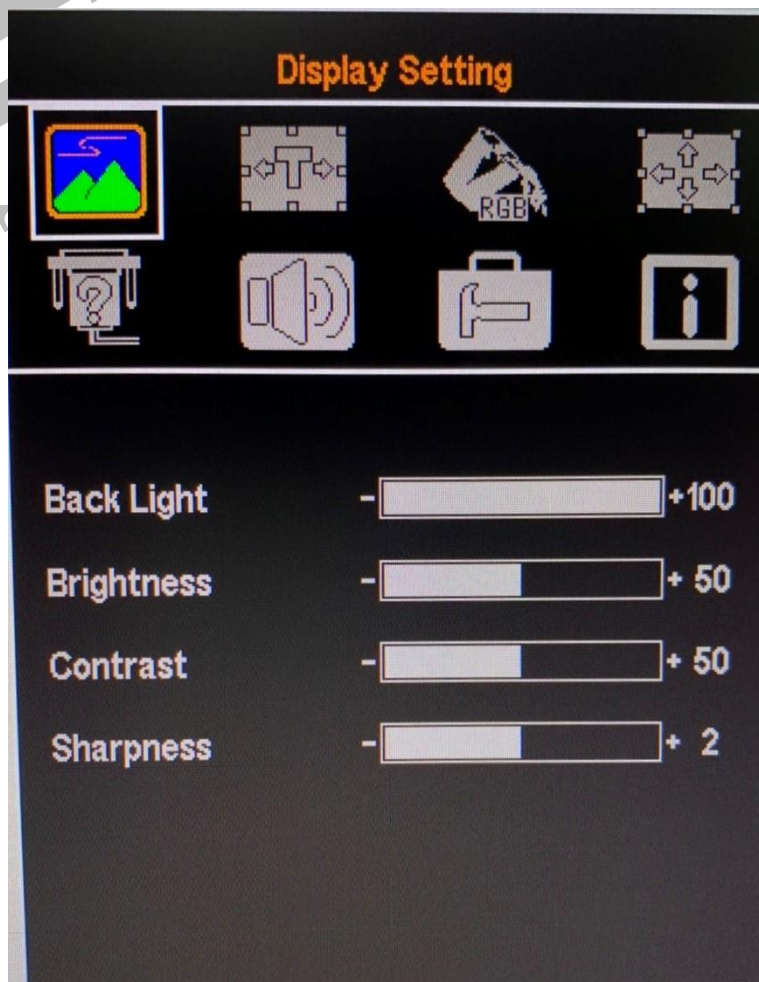 Display Setting
T
RGB
?
i
Back Light - +100
Brightness - + 50
Contrast - + 50
Sharpness - + 2